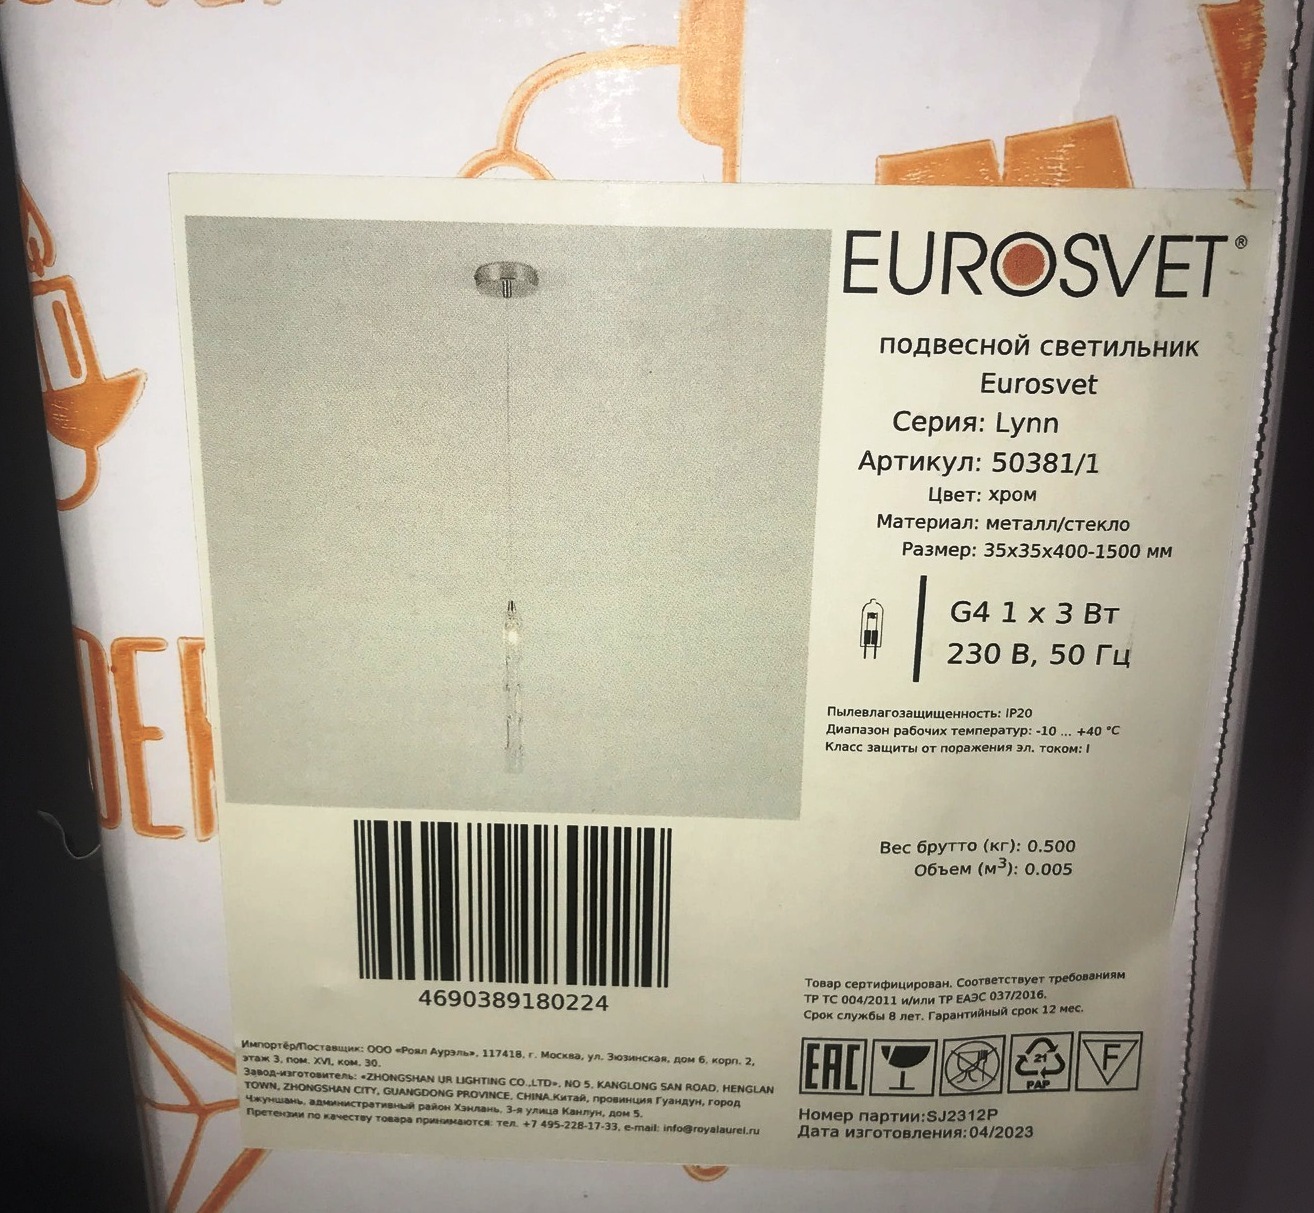 EUROSVET®
подвесной светильник
Eurosvet
Серия: Lynn
Артикул: 50381/1
Цвет: хром
Материал: металл/стекло
Размер: 35x35x400-1500 мм
G4 1 x 3 Вт
230 В, 50 Гц
Пылевлагозащищенность: IP20
Диапазон рабочих температур: -10 ... +40 °C
Класс защиты от поражения эл. током: I
Вес брутто (кг): 0.500
Объем (м³): 0.005
4690389180224
Товар сертифицирован. Соответствует требованиям
ТР ТС 004/2011 и/или ТР ЕАЭС 037/2016.
Срок службы 8 лет. Гарантийный срок 12 мес.
Импортёр/Поставщик: ООО «Роял Аурэль», 117418, г. Москва, ул. Зюзинская, дом 6, корп. 2,
этаж 3, пом. XVI, ком. 30.
Завод-изготовитель: «ZHONGSHAN UR LIGHTING CO.,LTD», NO 5, KANGLONG SAN ROAD, HENGLAN
TOWN, ZHONGSHAN CITY, GUANGDONG PROVINCE, CHINA.Китай, провинция Гуандун, город
Чжуншань, административный район Хэнлань, 3-я улица Канлун, дом 5.
Претензии по качеству товара принимаются: тел. +7 495-228-17-33, e-mail: info@royalaurel.ru
EAC
21
PAP
F
Номер партии:SJ2312P
Дата изготовления:04/2023